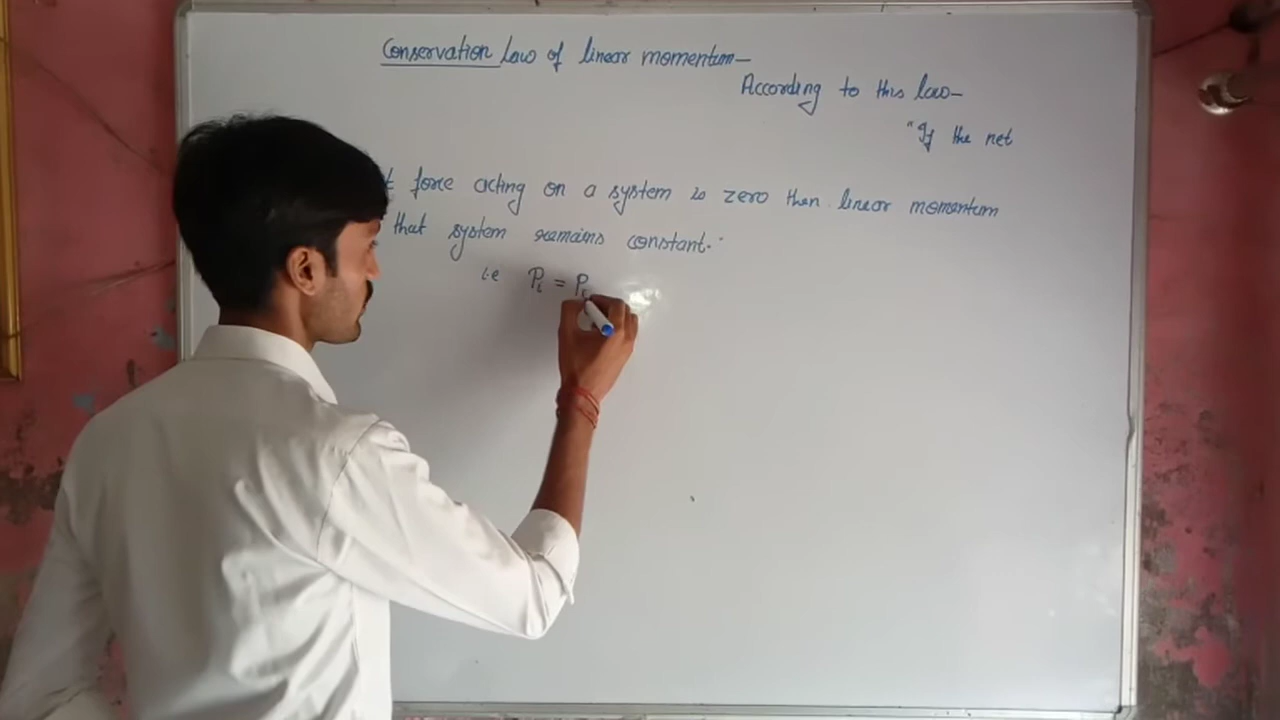 Conservation Law of linear momentum—
According to this law—
"If the net
force acting on a system is zero then linear momentum
that system remains constant."
i.e Pi = P